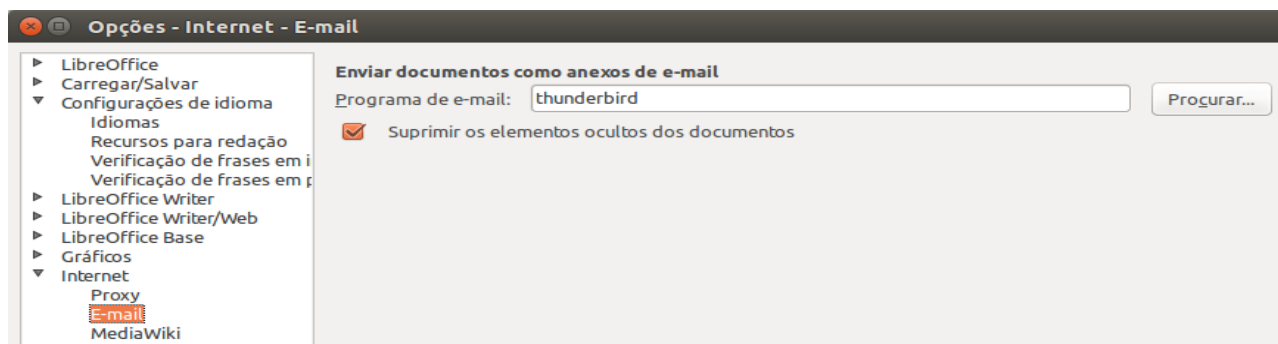 Opções - Internet - E-mail
LibreOffice
Carregar/Salvar
Configurações de idioma
Idiomas
Recursos para redação
Verificação de frases em i
Verificação de frases em p
LibreOffice Writer
LibreOffice Writer/Web
LibreOffice Base
Gráficos
Internet
Proxy
E-mail
MediaWiki
Enviar documentos como anexos de e-mail
Programa de e-mail: thunderbird Procurar...
Suprimir os elementos ocultos dos documentos